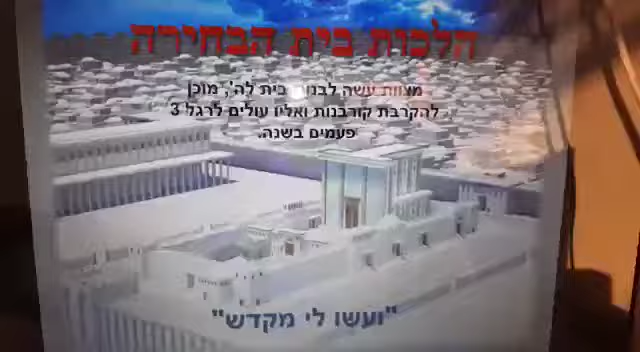 הלכות בית הבחירה
מצוות עשה לבנות בית לה', מוכן
להקרבת קורבנות ואליו עולים לרגל 3
פעמים בשנה.
"ועשו לי מקדש"